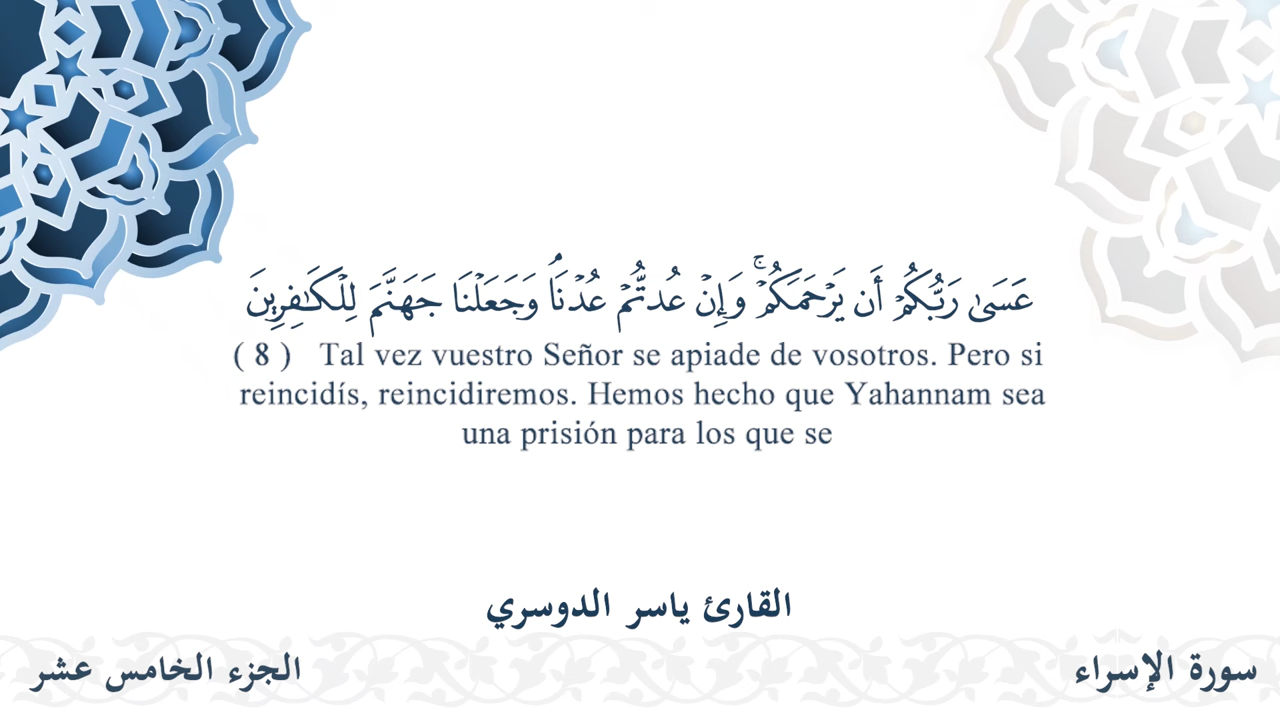 عَسَىٰ رَبُّكُمۡ أَن يَرۡحَمَكُمۡۚ وَإِنۡ عُدتُّمۡ عُدۡنَاۘ وَجَعَلۡنَا جَهَنَّمَ لِلۡكَٰفِرِينَ
( 8 ) Tal vez vuestro Señor se apiade de vosotros. Pero si
reincidís, reincidiremos. Hemos hecho que Yahannam sea
una prisión para los que se
القارئ ياسر الدوسري
سورة الإسراء
الجزء الخامس عشر